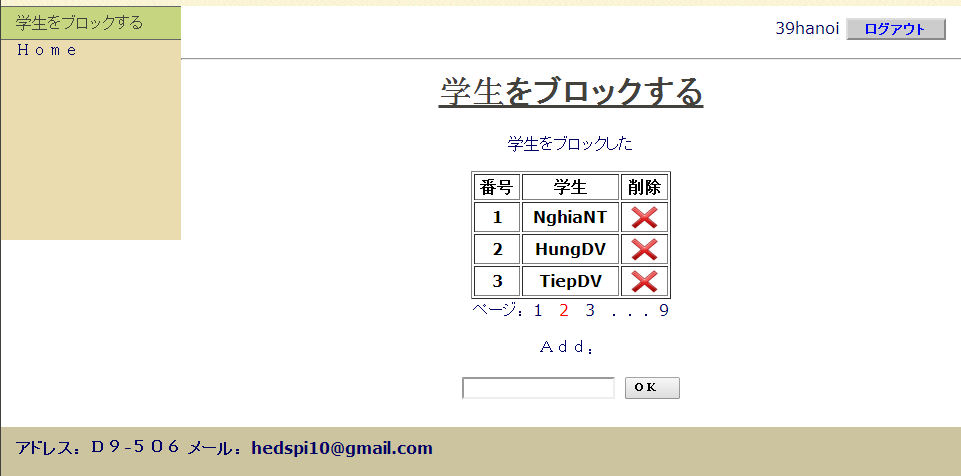 学生をブロックする
Ｈｏｍｅ
39hanoi ログアウト
学生をブロックする
学生をブロックした
番号 学生 削除
1 NghiaNT
2 HungDV
3 TiepDV
ページ：1 2 3 ．．．9
Ａｄｄ：
OK
アドレス：Ｄ９-５０６ メール：hedspi10@gmail.com